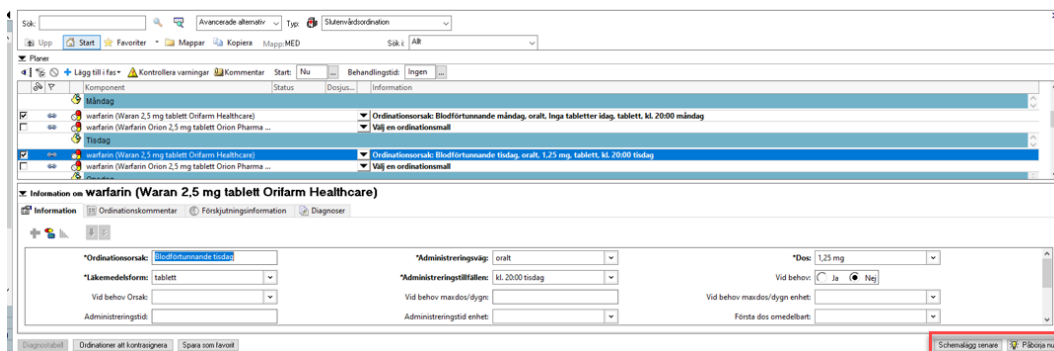 Sök: Avancerade alternativ Typ: Slutenvårdsordination
Upp Start Favoriter Mappar Kopiera Mapp: MED Sök i: Allt
Planer
Lägg till i fas Kontrollera varningar Kommentar Start: Nu ... Behandlingstid: Ingen ...
Komponent Status Dosjus... Information
Måndag
warfarin (Waran 2,5 mg tablett Orifarm Healthcare) Ordinationsorsak: Blodförtunnande måndag, oralt, Inga tabletter idag, tablett, kl. 20:00 måndag
warfarin (Warfarin Orion 2,5 mg tablett Orion Pharma ... Välj en ordinationsmall
Tisdag
warfarin (Waran 2,5 mg tablett Orifarm Healthcare) Ordinationsorsak: Blodförtunnande tisdag, oralt, 1,25 mg, tablett, kl. 20:00 tisdag
warfarin (Warfarin Orion 2,5 mg tablett Orion Pharma ... Välj en ordinationsmall
Information om warfarin (Waran 2,5 mg tablett Orifarm Healthcare)
Information Ordinationskommentar Förskjutningsinformation Diagnoser
*Ordinationsorsak: Blodförtunnande tisdag *Administreringsväg: oralt *Dos: 1,25 mg
*Läkemedelsform: tablett *Administreringstillfällen: kl. 20:00 tisdag Vid behov: Ja Nej
Vid behov Orsak: Vid behov maxdos/dygn: Vid behov maxdos/dygn enhet:
Administreringstid: Administreringstid enhet: Första dos omedelbart:
Diagnostabell Ordinationer att kontrasignera Spara som favorit Schemalägg senare Påbörja nu